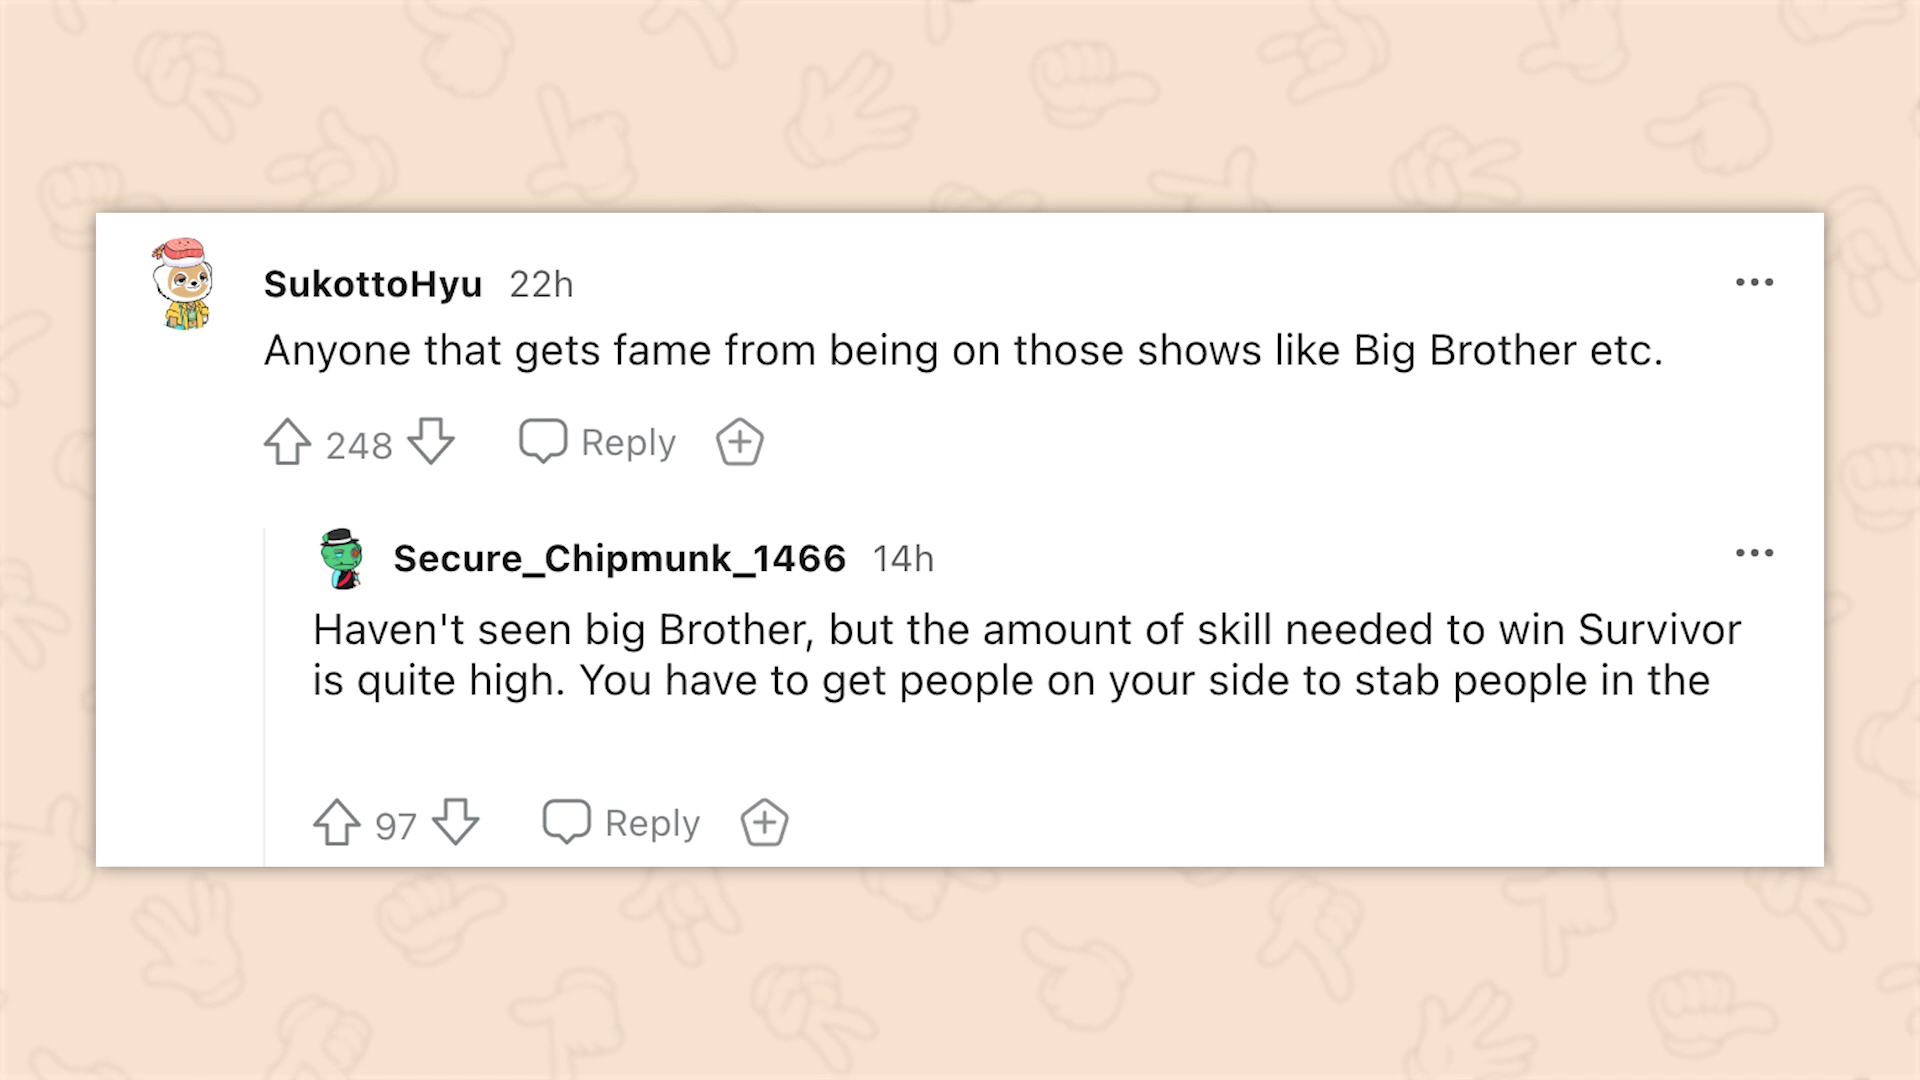 SukottoHyu 22h
Anyone that gets fame from being on those shows like Big Brother etc.
248 Reply
Secure_Chipmunk_1466 14h
Haven't seen big Brother, but the amount of skill needed to win Survivor
is quite high. You have to get people on your side to stab people in the
97 Reply